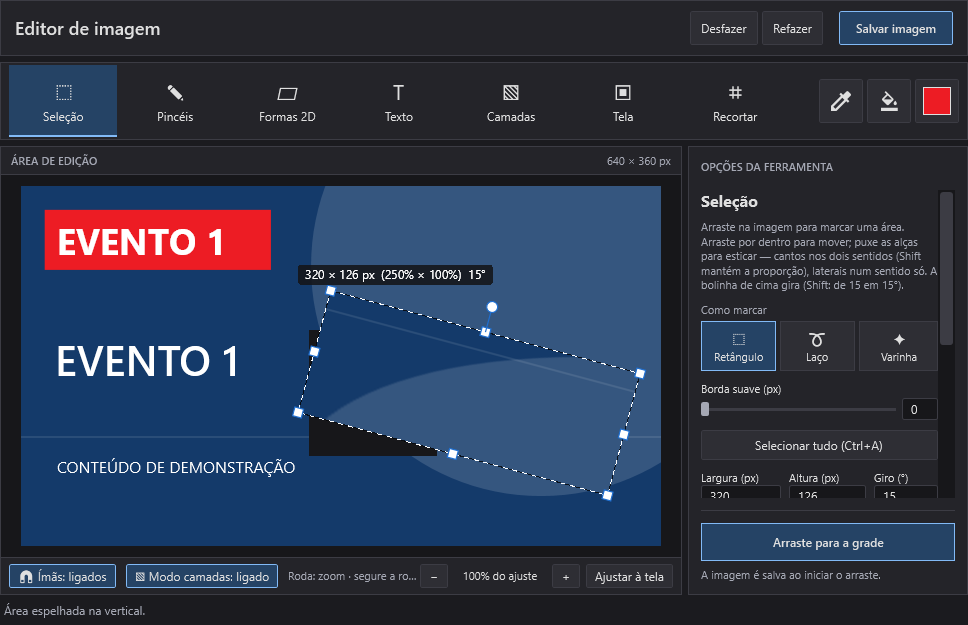 Editor de imagem
Desfazer
Refazer
Salvar imagem
Seleção
Pincéis
Formas 2D
Texto
Camadas
Tela
Recortar
ÁREA DE EDIÇÃO
640 × 360 px
EVENTO 1
320 × 126 px (250% × 100%) 15°
EVENTO 1
CONTEÚDO DE DEMONSTRAÇÃO
Ímãs: ligados
Modo camadas: ligado
Roda: zoom · segure a ro...
−
100% do ajuste
+
Ajustar à tela
OPÇÕES DA FERRAMENTA
Seleção
Arraste na imagem para marcar uma área.
Arraste por dentro para mover; puxe as alças
para esticar — cantos nos dois sentidos (Shift
mantém a proporção), laterais num sentido só. A
bolinha de cima gira (Shift: de 15 em 15°).
Como marcar
Retângulo
Laço
Varinha
Borda suave (px)
0
Selecionar tudo (Ctrl+A)
Largura (px)
Altura (px)
Giro (°)
320
126
15
Arraste para a grade
A imagem é salva ao iniciar o arraste.
Área espelhada na vertical.